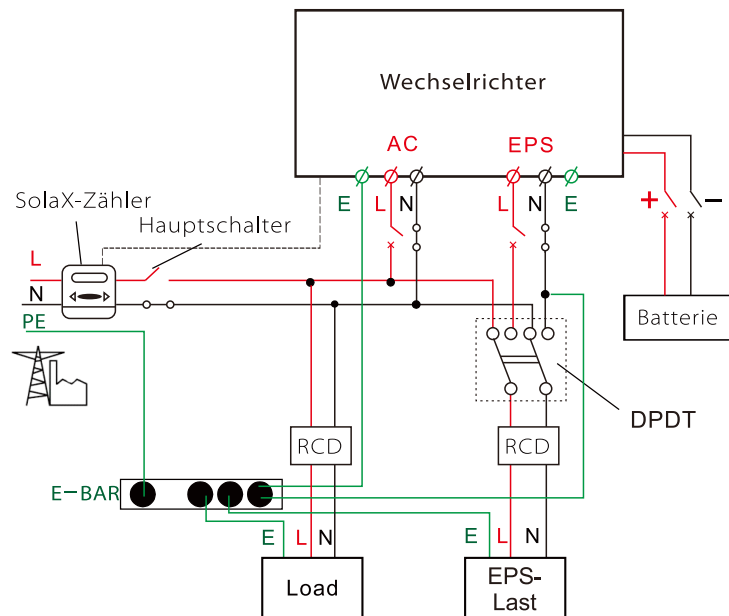 Wechselrichter
AC
EPS
E
L
N
L
N
E
SolaX-Zähler
Hauptschalter
+
−
L
N
PE
Batterie
DPDT
RCD
RCD
E-BAR
E
L
N
E
L
N
Load
EPS-
Last